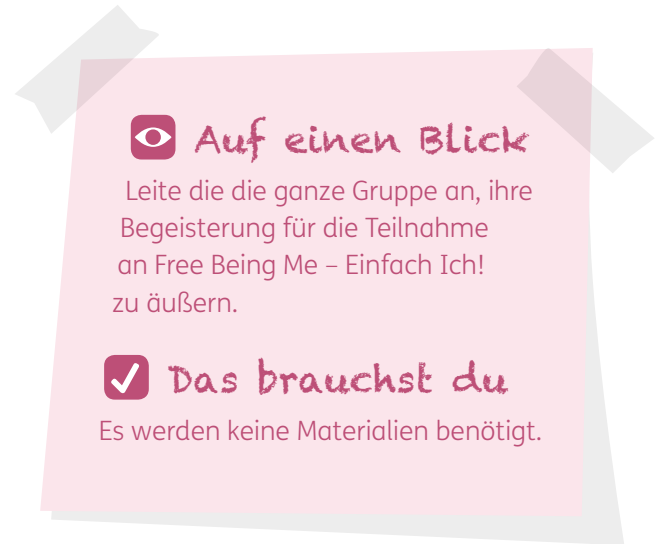 Auf einen Blick
Leite die die ganze Gruppe an, ihre
Begeisterung für die Teilnahme
an Free Being Me – Einfach Ich!
zu äußern.
Das brauchst du
Es werden keine Materialien benötigt.